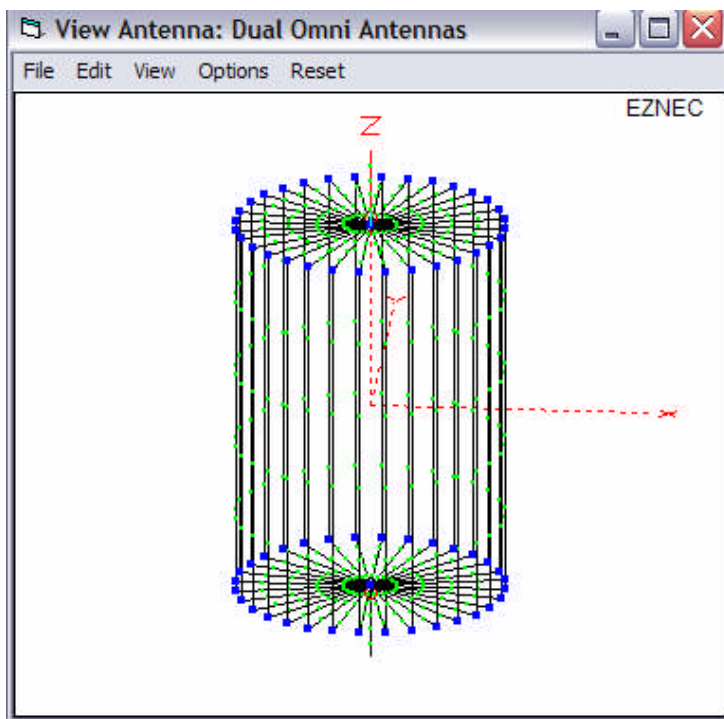 View Antenna: Dual Omni Antennas
File Edit View Options Reset
EZNEC
Z
Y
X